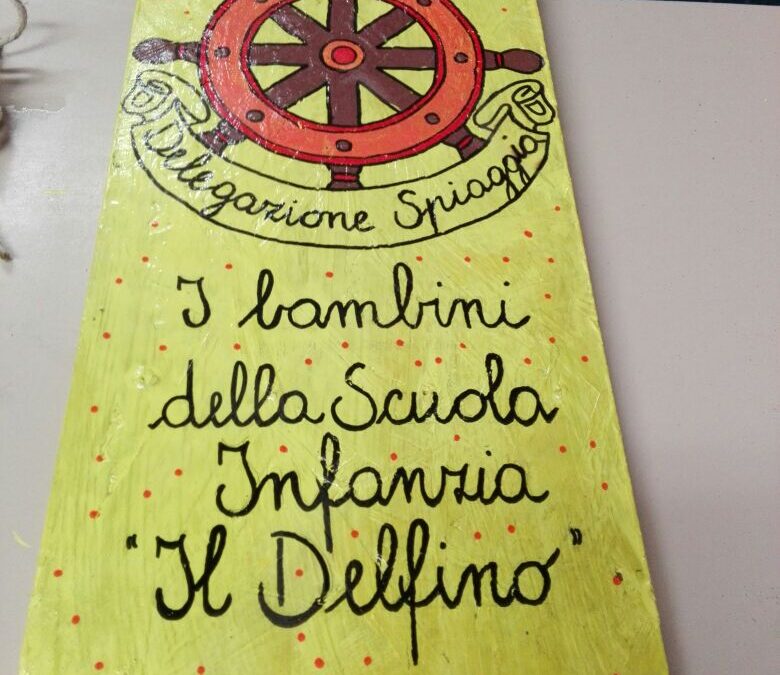 Delegazione Spiaggia
I bambini
della Scuola
Infanzia
"Il Delfino"